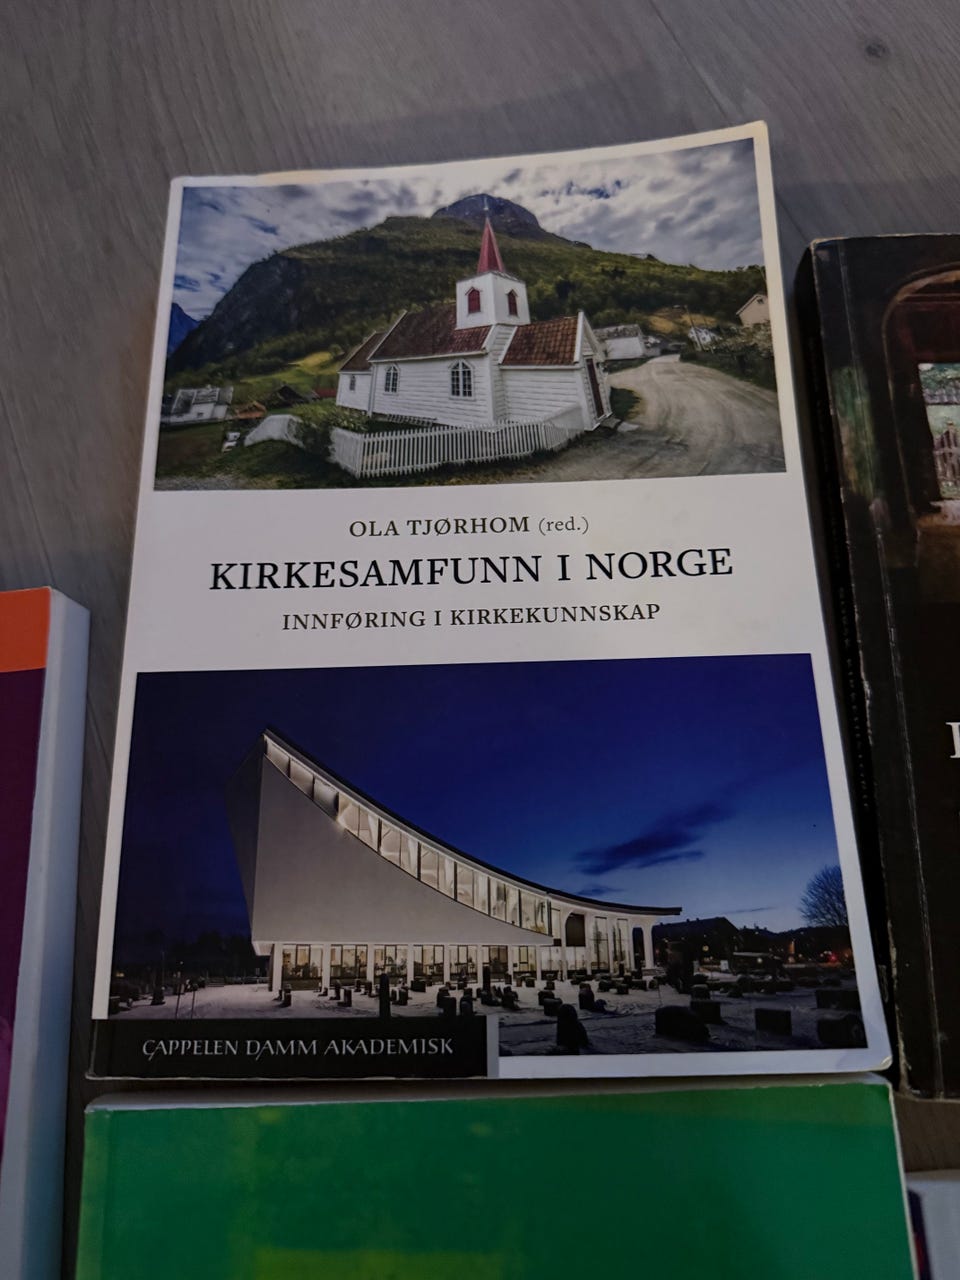 OLA TJØRHOM (red.)
KIRKESAMFUNN I NORGE
INNFØRING I KIRKEKUNNSKAP
CAPPELEN DAMM AKADEMISK